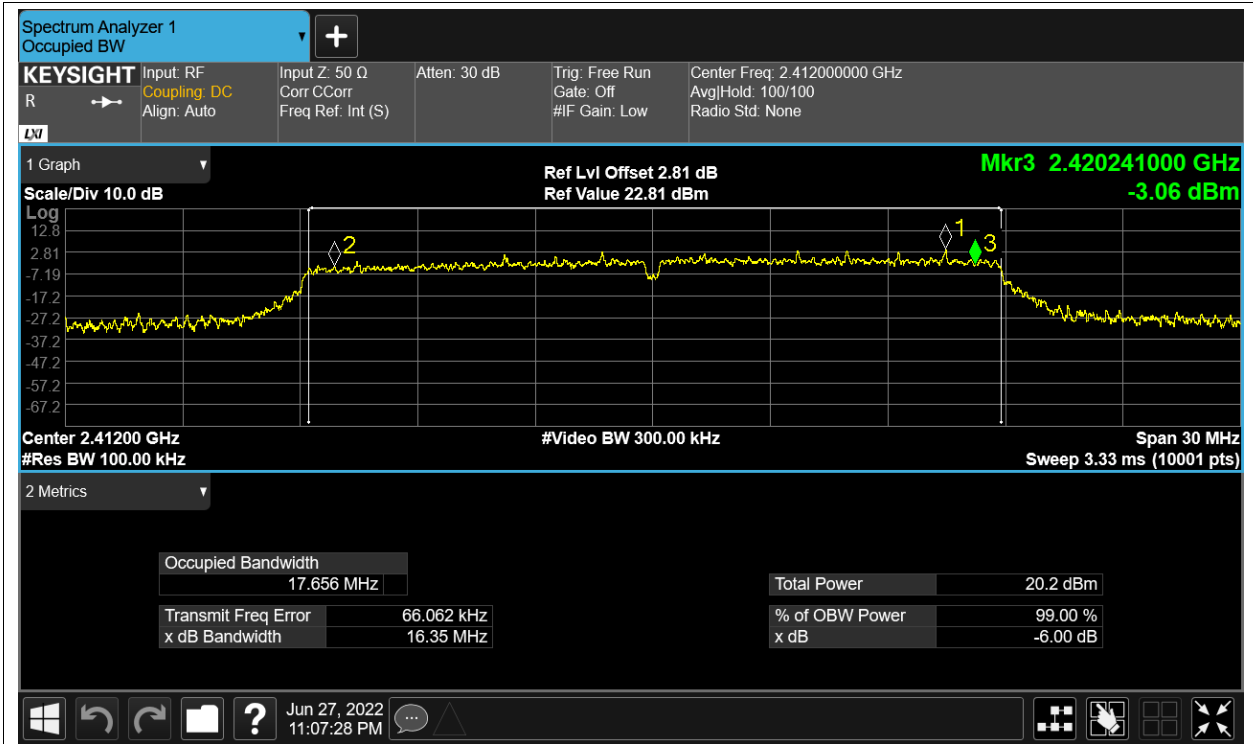 Spectrum Analyzer 1
Occupied BW
KEYSIGHT
R
LXI
Input: RF
Coupling: DC
Align: Auto
Input Z: 50 Ω
Corr CCorr
Freq Ref: Int (S)
Atten: 30 dB
Trig: Free Run
Gate: Off
#IF Gain: Low
Center Freq: 2.412000000 GHz
Avg|Hold: 100/100
Radio Std: None
1 Graph
Scale/Div 10.0 dB
Ref Lvl Offset 2.81 dB
Ref Value 22.81 dBm
Mkr3 2.420241000 GHz
-3.06 dBm
Log
12.8
2.81
-7.19
-17.2
-27.2
-37.2
-47.2
-57.2
-67.2
2
1
3
Center 2.41200 GHz
#Res BW 100.00 kHz
#Video BW 300.00 kHz
Span 30 MHz
Sweep 3.33 ms (10001 pts)
2 Metrics
Occupied Bandwidth
17.656 MHz
Transmit Freq Error 66.062 kHz
x dB Bandwidth 16.35 MHz
Total Power 20.2 dBm
% of OBW Power 99.00 %
x dB -6.00 dB
?
Jun 27, 2022
11:07:28 PM